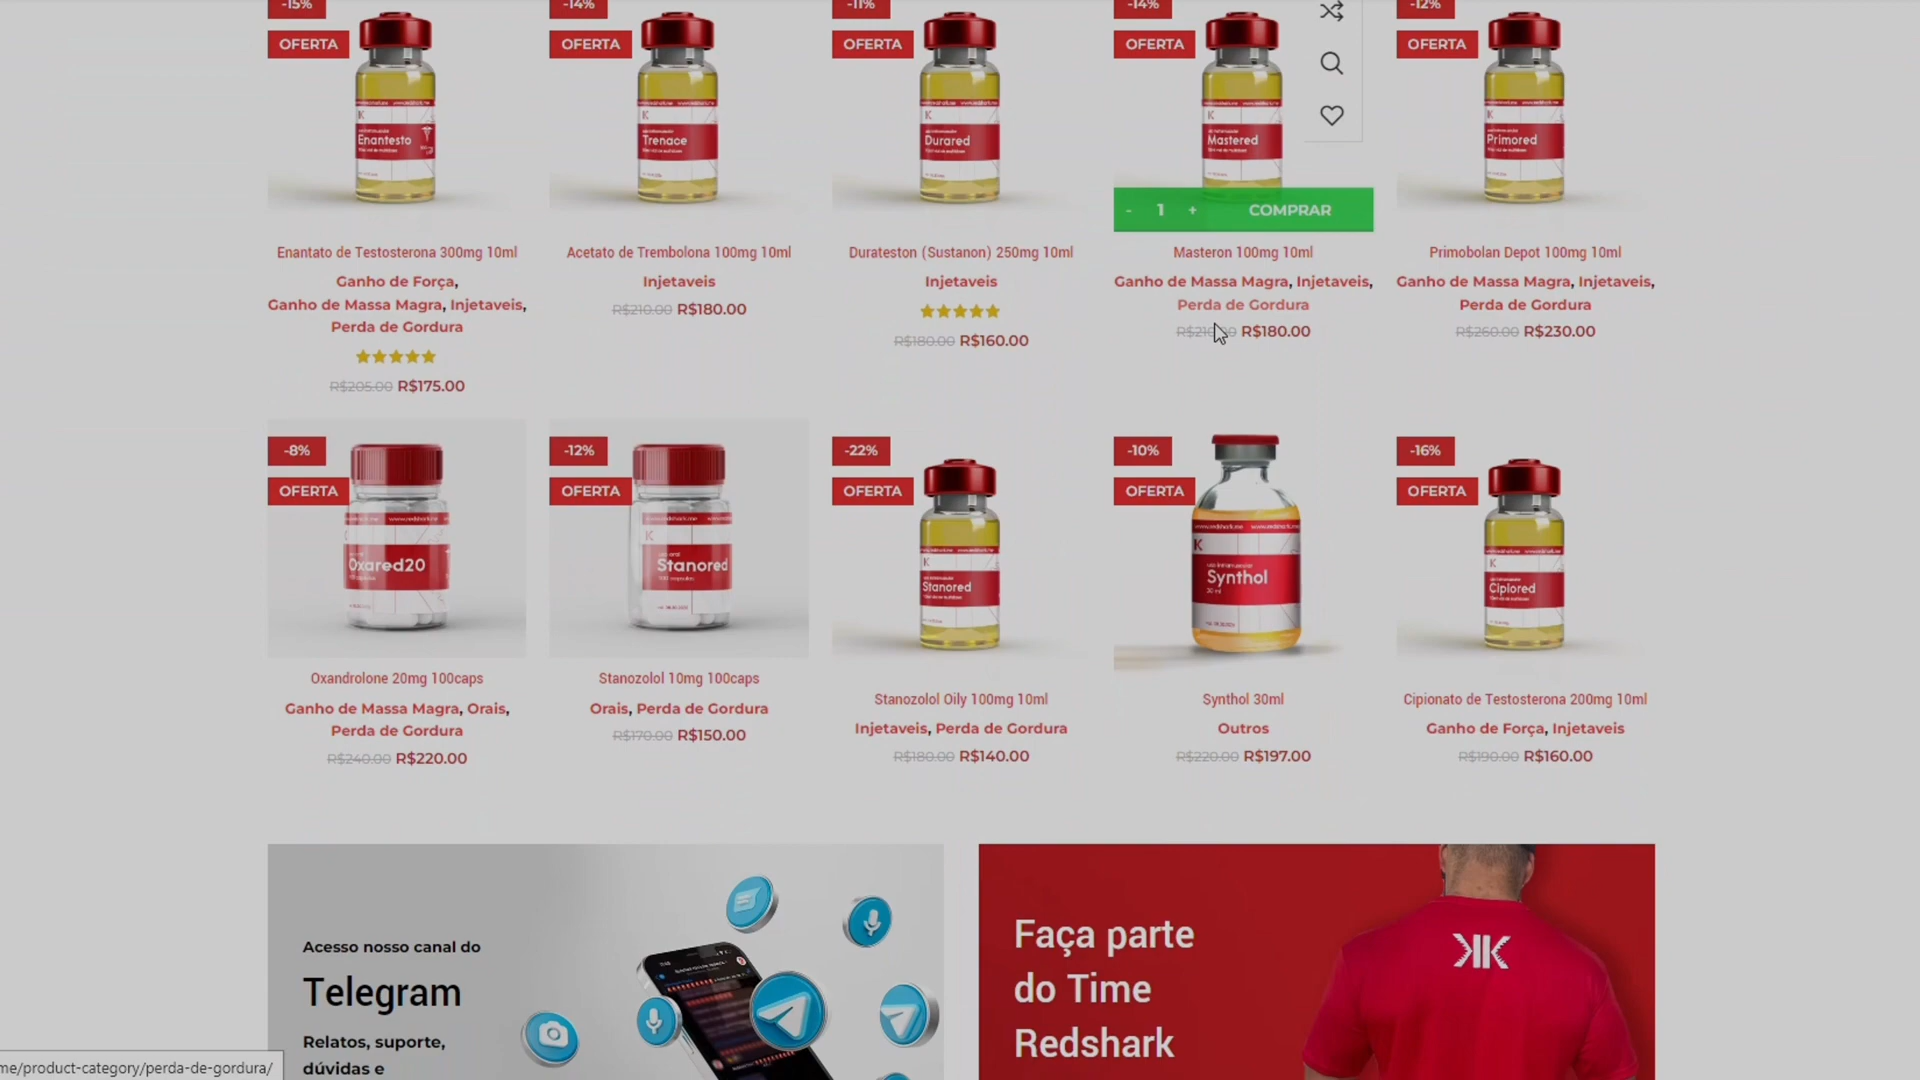 -15%
-14%
-11%
-14%
-12%
OFERTA
OFERTA
OFERTA
OFERTA
OFERTA
Enantesto
Trenace
Durared
Mastered
Primored
- 1 + COMPRAR
Enantato de Testosterona 300mg 10ml
Ganho de Força,
Ganho de Massa Magra, Injetaveis,
Perda de Gordura
R$205.00 R$175.00
Acetato de Trembolona 100mg 10ml
Injetaveis
R$210.00 R$180.00
Durateston (Sustanon) 250mg 10ml
Injetaveis
R$180.00 R$160.00
Masteron 100mg 10ml
Ganho de Massa Magra, Injetaveis,
Perda de Gordura
R$180.00
Primobolan Depot 100mg 10ml
Ganho de Massa Magra, Injetaveis,
Perda de Gordura
R$260.00 R$230.00
-8%
-12%
-22%
-10%
-16%
OFERTA
OFERTA
OFERTA
OFERTA
OFERTA
Oxared20
Stanored
Stanored
Synthol
30 ml
Cipiored
Oxandrolone 20mg 100caps
Ganho de Massa Magra, Orais,
Perda de Gordura
R$240.00 R$220.00
Stanozolol 10mg 100caps
Orais, Perda de Gordura
R$170.00 R$150.00
Stanozolol Oily 100mg 10ml
Injetaveis, Perda de Gordura
R$180.00 R$140.00
Synthol 30ml
Outros
R$220.00 R$197.00
Cipionato de Testosterona 200mg 10ml
Ganho de Força, Injetaveis
R$190.00 R$160.00
Acesso nosso canal do
Telegram
Relatos, suporte,
dúvidas e
Faça parte
do Time
Redshark
me/product-category/perda-de-gordura/